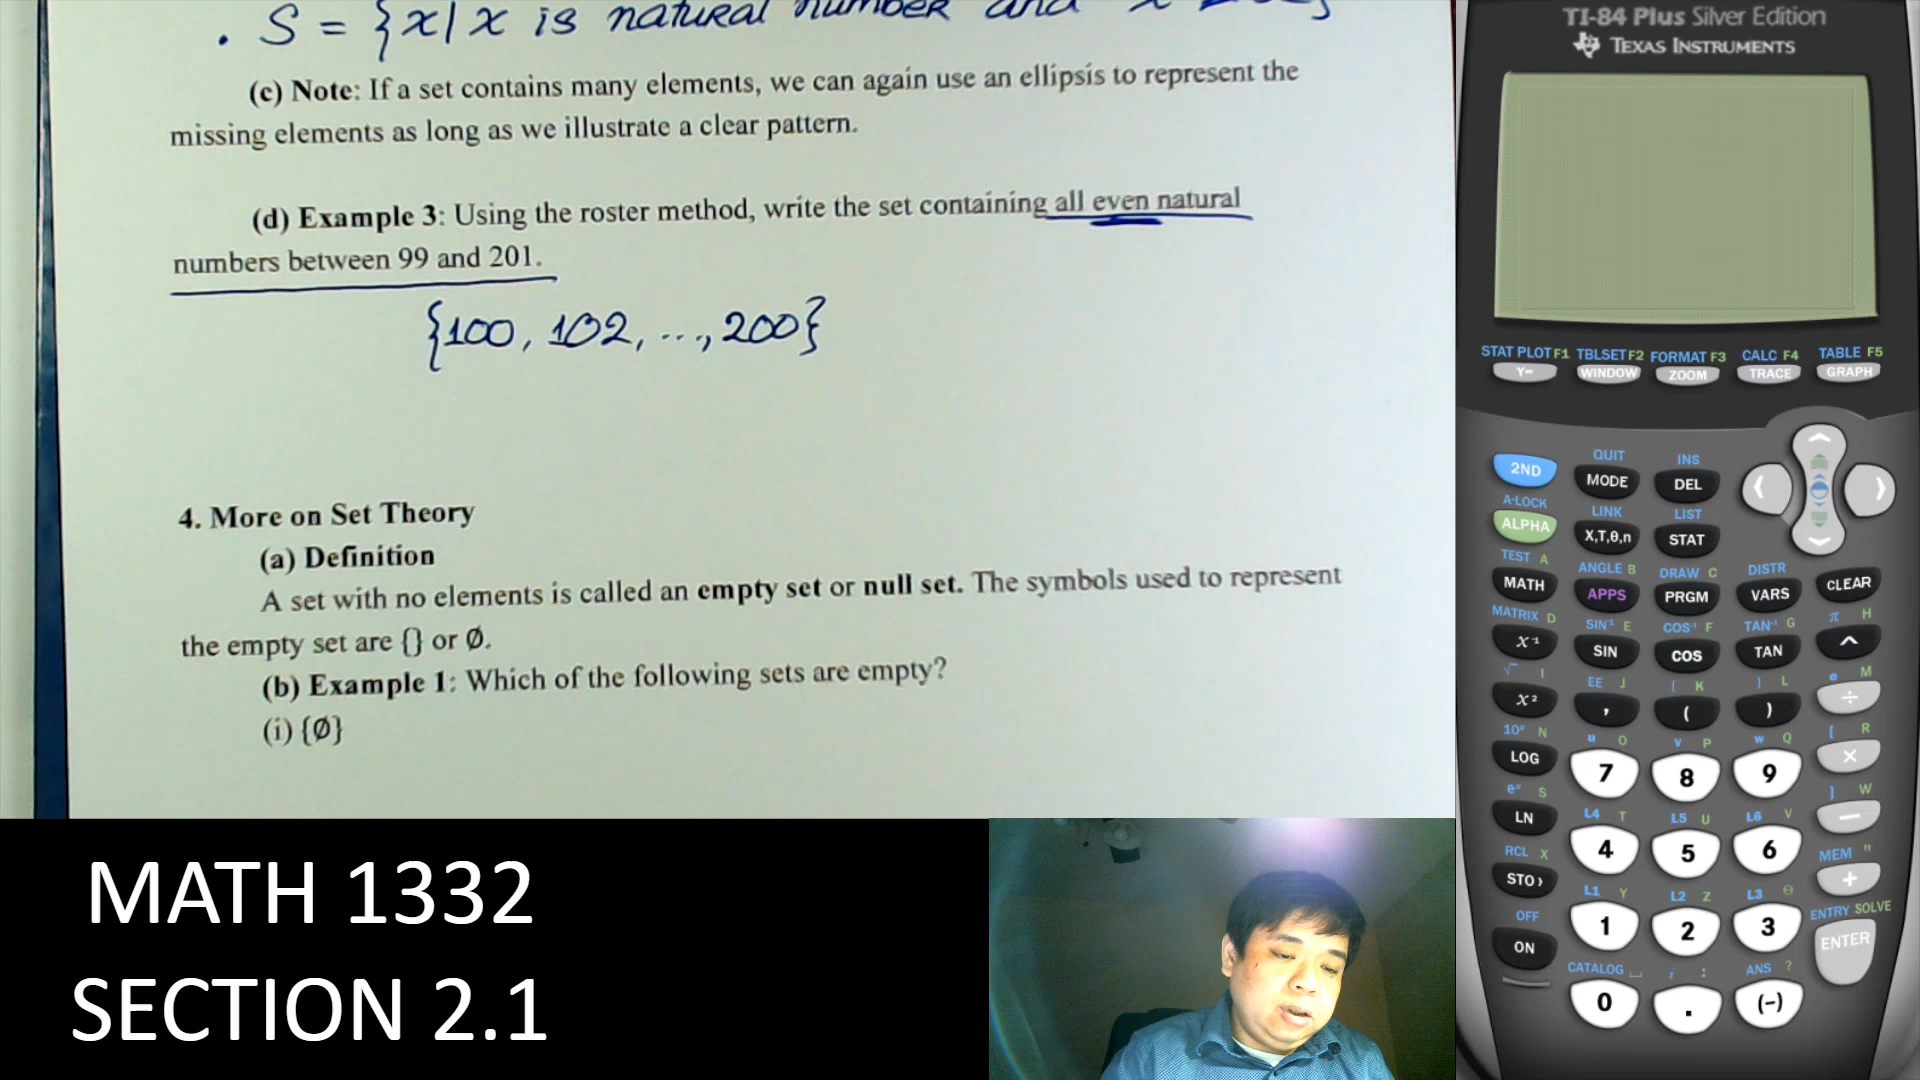 . S = {x| x is natural number and x
(c) Note: If a set contains many elements, we can again use an ellipsis to represent the
missing elements as long as we illustrate a clear pattern.
(d) Example 3: Using the roster method, write the set containing all even natural
numbers between 99 and 201.
{100, 102, ..., 200}
4. More on Set Theory
(a) Definition
A set with no elements is called an empty set or null set. The symbols used to represent
the empty set are {} or Ø.
(b) Example 1: Which of the following sets are empty?
(i) {Ø}
MATH 1332
SECTION 2.1
TI-84 Plus Silver Edition
TEXAS INSTRUMENTS
STAT PLOT F1 TBLSET F2 FORMAT F3 CALC F4 TABLE F5
Y= WINDOW ZOOM TRACE GRAPH
QUIT INS
2ND MODE DEL
A-LOCK LINK LIST
ALPHA X,T,θ,n STAT
TEST A ANGLE B DRAW C DISTR
MATH APPS PRGM VARS CLEAR
MATRIX D SIN⁻¹ E COS⁻¹ F TAN⁻¹ G π H
X⁻¹ SIN COS TAN ^
√ I EE J { K } L e M
X² , ( ) ÷
10ˣ N u O v P w Q [ R
LOG 7 8 9 ×
eˣ S L4 T L5 U L6 V ] W
LN 4 5 6 −
RCL X L1 Y L2 Z L3 θ MEM "
STO› 1 2 3 +
OFF CATALOG ⎵ i : ANS ? ENTRY SOLVE
ON 0 . (-) ENTER